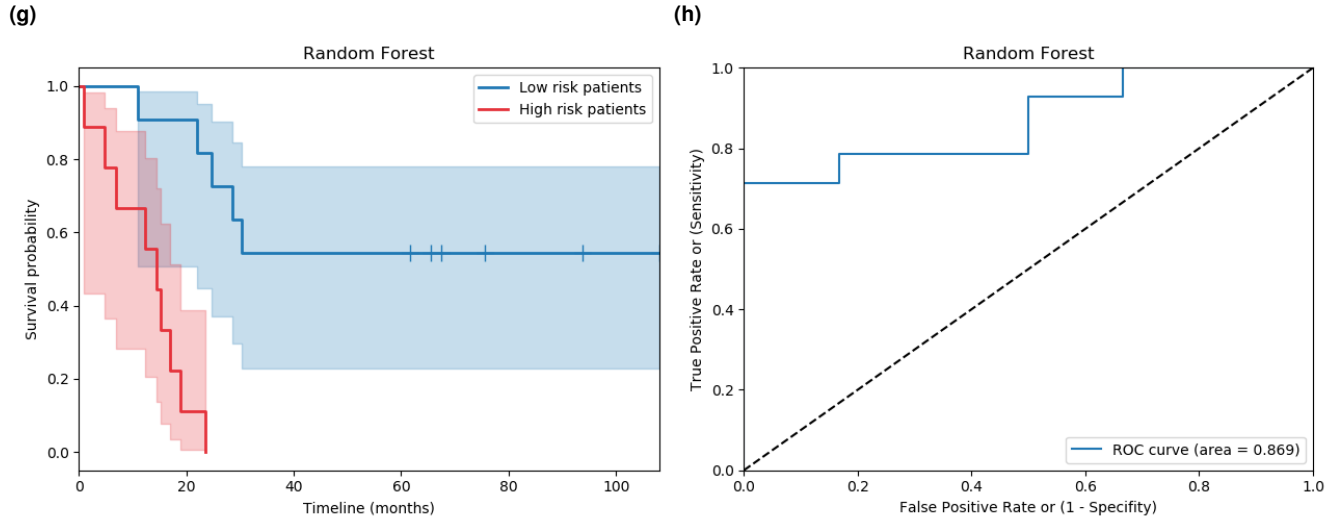 (g)
Random Forest
Low risk patients
High risk patients
Survival probability
1.0
0.8
0.6
0.4
0.2
0.0
0
20
40
60
80
100
Timeline (months)
(h)
Random Forest
True Positive Rate or (Sensitivity)
1.0
0.8
0.6
0.4
0.2
0.0
ROC curve (area = 0.869)
0.0
0.2
0.4
0.6
0.8
1.0
False Positive Rate or (1 - Specifity)